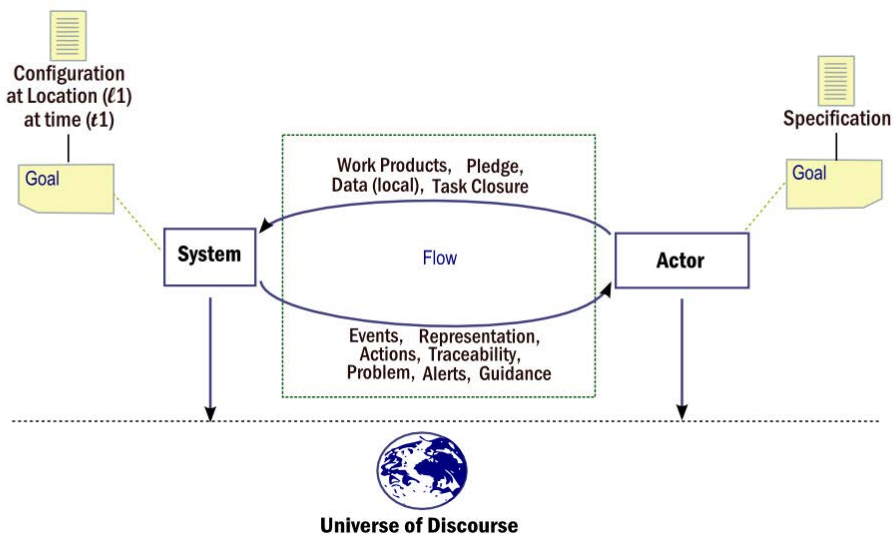 Configuration
at Location (ℓ1)
at time (t1)
Goal
Specification
Goal
Work Products, Pledge,
Data (local), Task Closure
System
Flow
Actor
Events, Representation,
Actions, Traceability,
Problem, Alerts, Guidance
Universe of Discourse